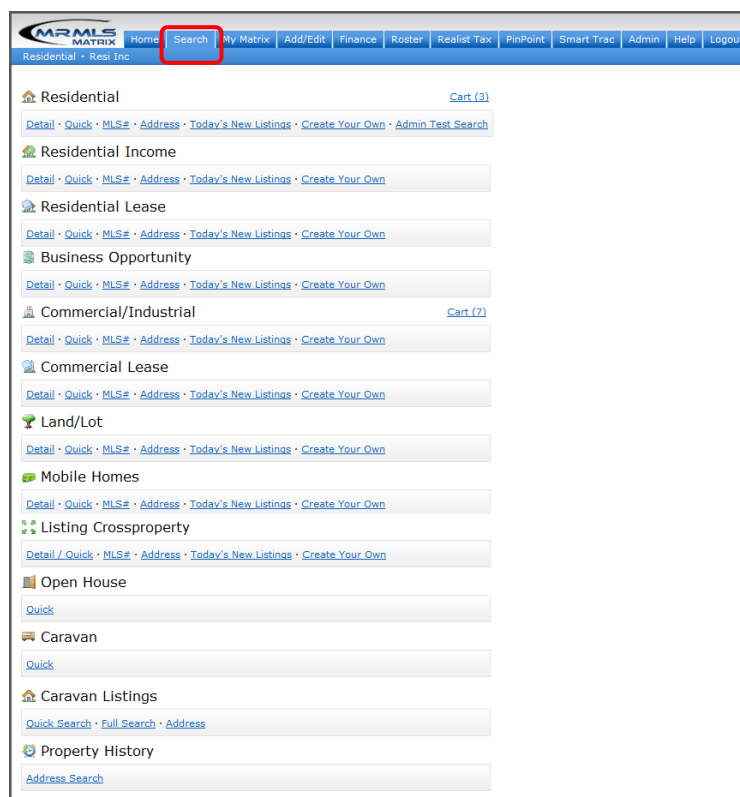 MRMLS
MATRIX
Home Search My Matrix Add/Edit Finance Roster Realist Tax PinPoint Smart Trac Admin Help Logout
Residential · Resi Inc
Residential Cart (3)
Detail · Quick · MLS# · Address · Today's New Listings · Create Your Own · Admin Test Search
Residential Income
Detail · Quick · MLS# · Address · Today's New Listings · Create Your Own
Residential Lease
Detail · Quick · MLS# · Address · Today's New Listings · Create Your Own
Business Opportunity
Detail · Quick · MLS# · Address · Today's New Listings · Create Your Own
Commercial/Industrial Cart (7)
Detail · Quick · MLS# · Address · Today's New Listings · Create Your Own
Commercial Lease
Detail · Quick · MLS# · Address · Today's New Listings · Create Your Own
Land/Lot
Detail · Quick · MLS# · Address · Today's New Listings · Create Your Own
Mobile Homes
Detail · Quick · MLS# · Address · Today's New Listings · Create Your Own
Listing Crossproperty
Detail / Quick · MLS# · Address · Today's New Listings · Create Your Own
Open House
Quick
Caravan
Quick
Caravan Listings
Quick Search · Full Search · Address
Property History
Address Search